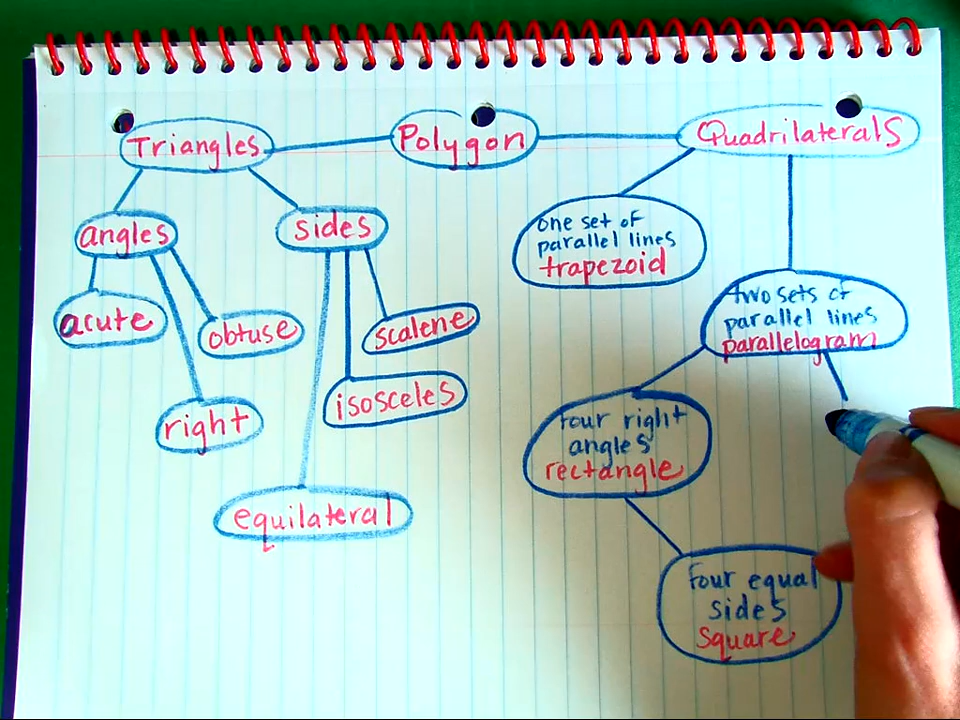 Triangles
Polygon
Quadrilaterals
angles
sides
acute
obtuse
right
scalene
isosceles
equilateral
one set of
parallel lines
trapezoid
two sets of
parallel lines
parallelogram
four right
angles
rectangle
four equal
sides
square